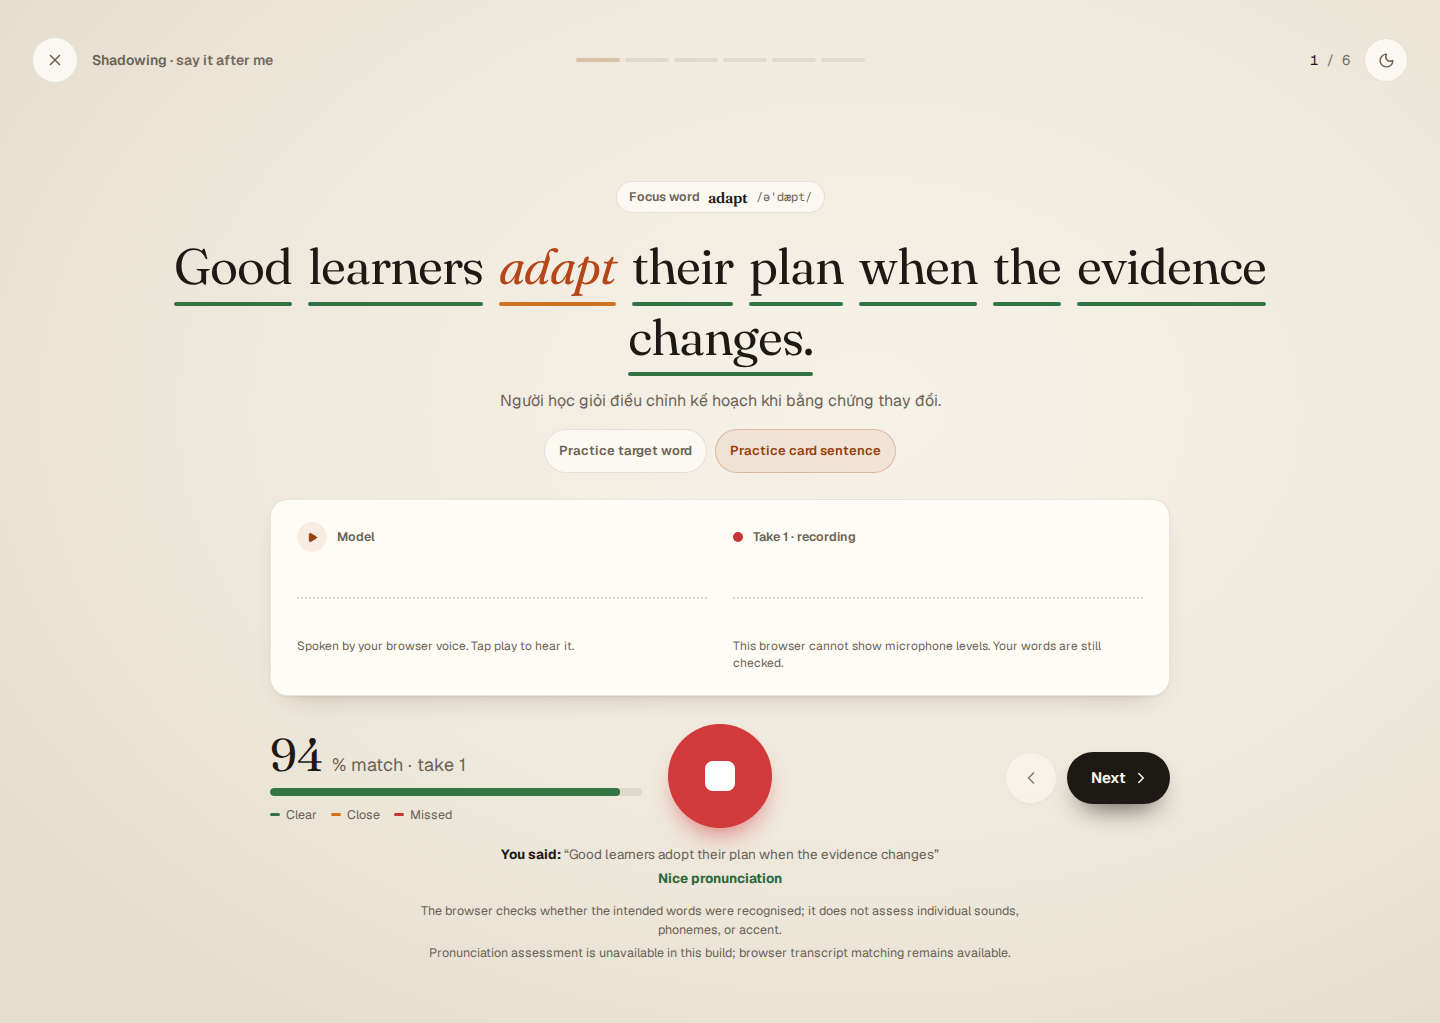 Shadowing · say it after me
1 / 6
Focus word adapt /əˈdæpt/
Good learners adapt their plan when the evidence
changes.
Người học giỏi điều chỉnh kế hoạch khi bằng chứng thay đổi.
Practice target word
Practice card sentence
Model
Take 1 · recording
Spoken by your browser voice. Tap play to hear it.
This browser cannot show microphone levels. Your words are still
checked.
94 % match · take 1
Clear Close Missed
Next
You said: “Good learners adopt their plan when the evidence changes”
Nice pronunciation
The browser checks whether the intended words were recognised; it does not assess individual sounds,
phonemes, or accent.
Pronunciation assessment is unavailable in this build; browser transcript matching remains available.